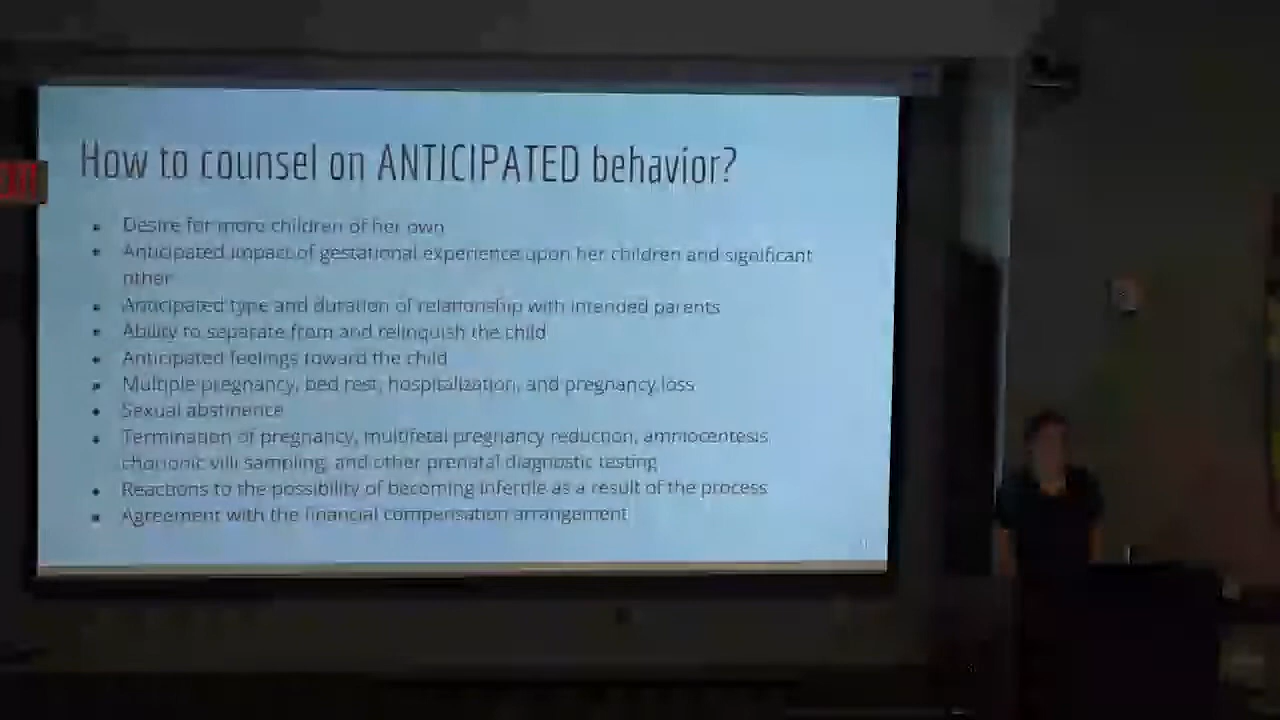 How to counsel on ANTICIPATED behavior?
Desire for more children of her own
Anticipated impact of gestational experience upon her children and significant
other
Anticipated type and duration of relationship with intended parents
Ability to separate from and relinquish the child
Anticipated feelings toward the child
Multiple pregnancy, bed rest, hospitalization, and pregnancy loss
Sexual abstinence
Termination of pregnancy, multifetal pregnancy reduction, amniocentesis
chorionic villi sampling, and other prenatal diagnostic testing
Reactions to the possibility of becoming infertile as a result of the process
Agreement with the financial compensation arrangement